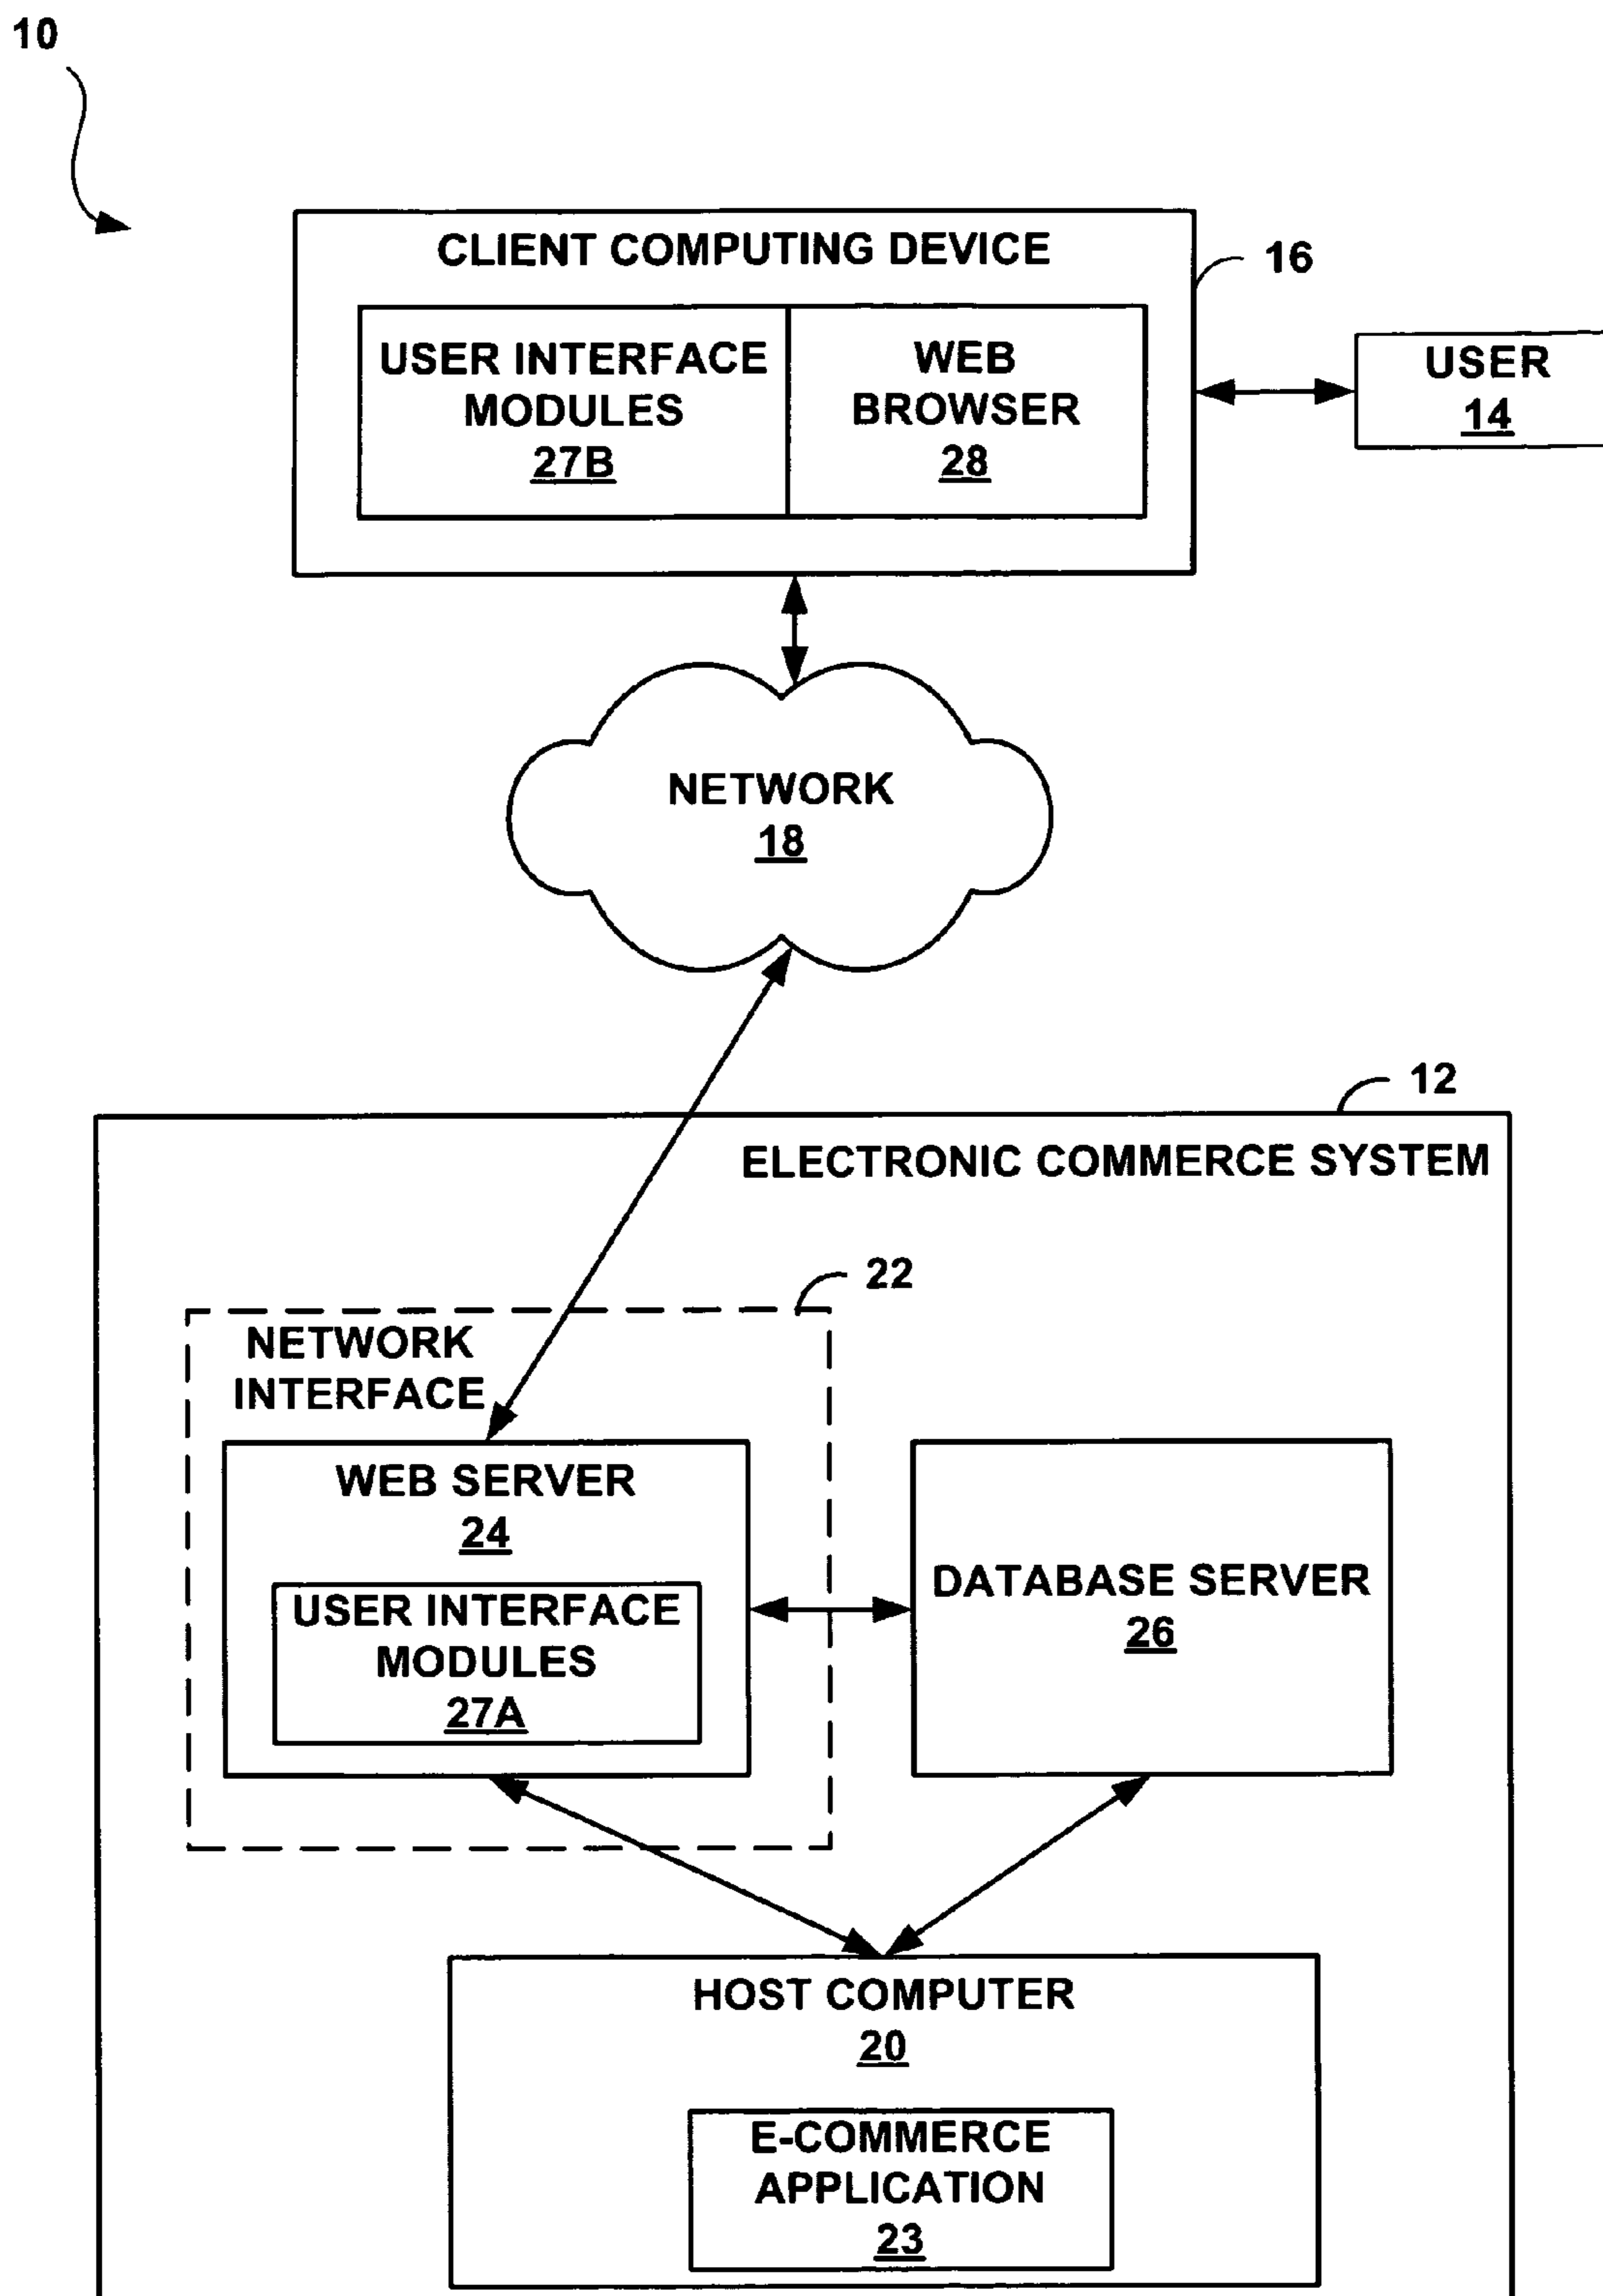 10
CLIENT COMPUTING DEVICE
16
USER INTERFACE
MODULES
27B
WEB
BROWSER
28
USER
14
NETWORK
18
12
ELECTRONIC COMMERCE SYSTEM
22
NETWORK
INTERFACE
WEB SERVER
24
USER INTERFACE
MODULES
27A
DATABASE SERVER
26
HOST COMPUTER
20
E-COMMERCE
APPLICATION
23